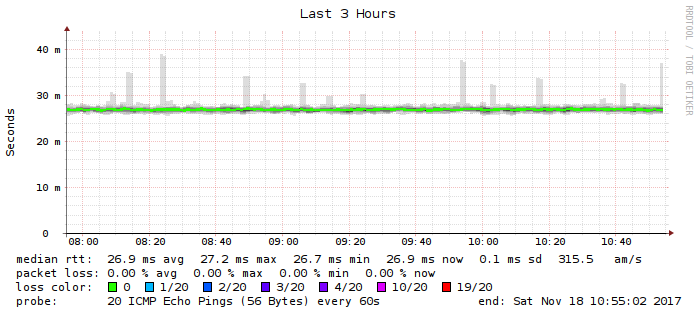 Last 3 Hours
RRDTOOL / TOBI OETIKER
Seconds
40 m
30 m
20 m
10 m
0
08:00 08:20 08:40 09:00 09:20 09:40 10:00 10:20 10:40
median rtt: 26.9 ms avg 27.2 ms max 26.7 ms min 26.9 ms now 0.1 ms sd 315.5 am/s
packet loss: 0.00 % avg 0.00 % max 0.00 % min 0.00 % now
loss color: 0 1/20 2/20 3/20 4/20 10/20 19/20
probe: 20 ICMP Echo Pings (56 Bytes) every 60s end: Sat Nov 18 10:55:02 2017